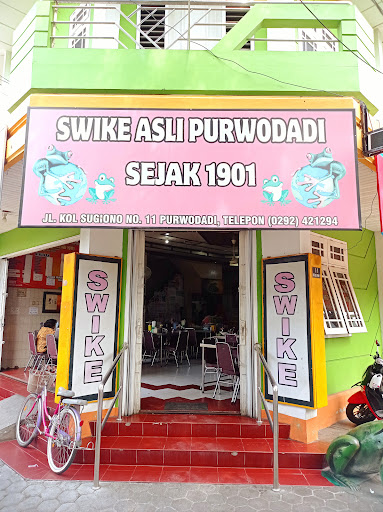 SWIKE ASLI PURWODADI
SEJAK 1901
JL. KOL SUGIONO NO. 11 PURWODADI, TELEPON (0292) 421294
SWIKE
SWIKE